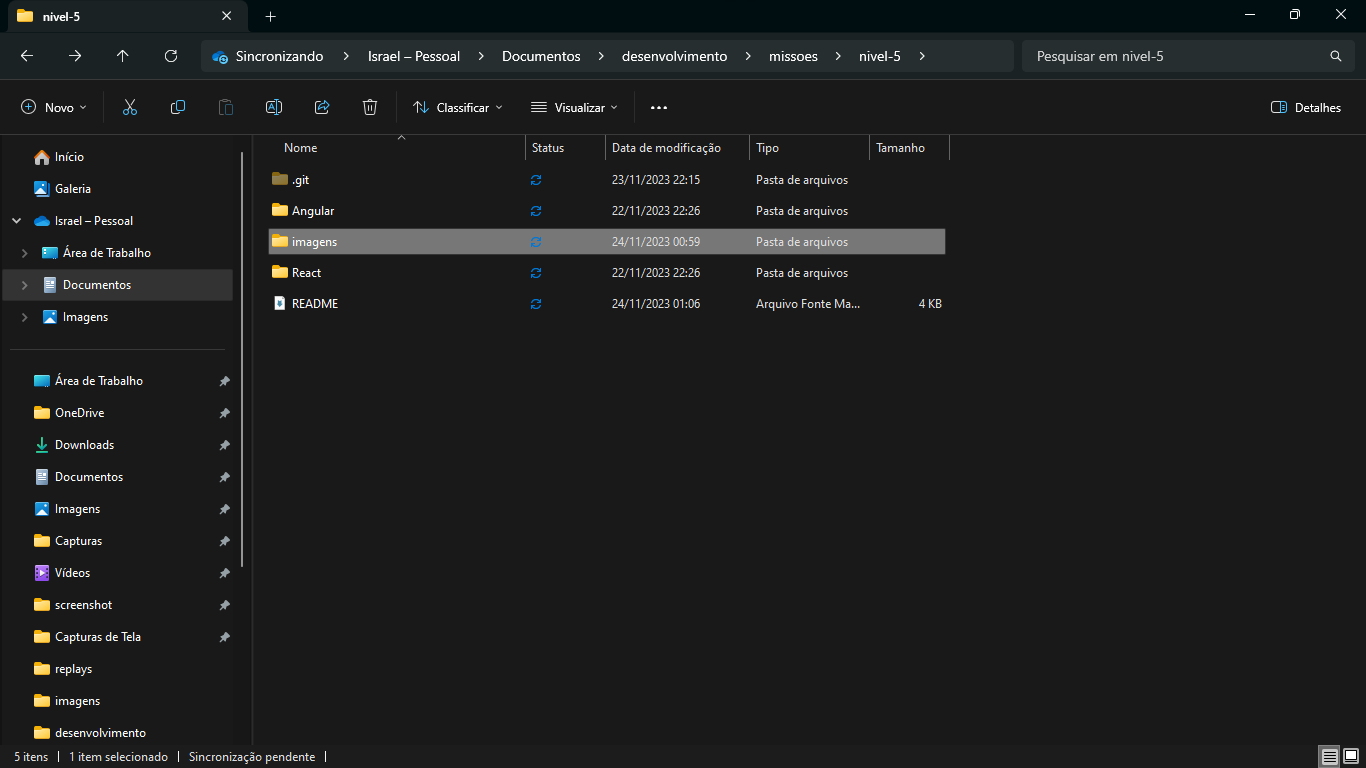 nivel-5
Sincronizando > Israel – Pessoal > Documentos > desenvolvimento > missoes > nivel-5 >
Pesquisar em nivel-5
Novo Classificar Visualizar ••• Detalhes
Início
Galeria
Israel – Pessoal
Área de Trabalho
Documentos
Imagens
Área de Trabalho
OneDrive
Downloads
Documentos
Imagens
Capturas
Vídeos
screenshot
Capturas de Tela
replays
imagens
desenvolvimento
Nome Status Data de modificação Tipo Tamanho
.git 23/11/2023 22:15 Pasta de arquivos
Angular 22/11/2023 22:26 Pasta de arquivos
imagens 24/11/2023 00:59 Pasta de arquivos
React 22/11/2023 22:26 Pasta de arquivos
README 24/11/2023 01:06 Arquivo Fonte Ma... 4 KB
5 itens | 1 item selecionado | Sincronização pendente |